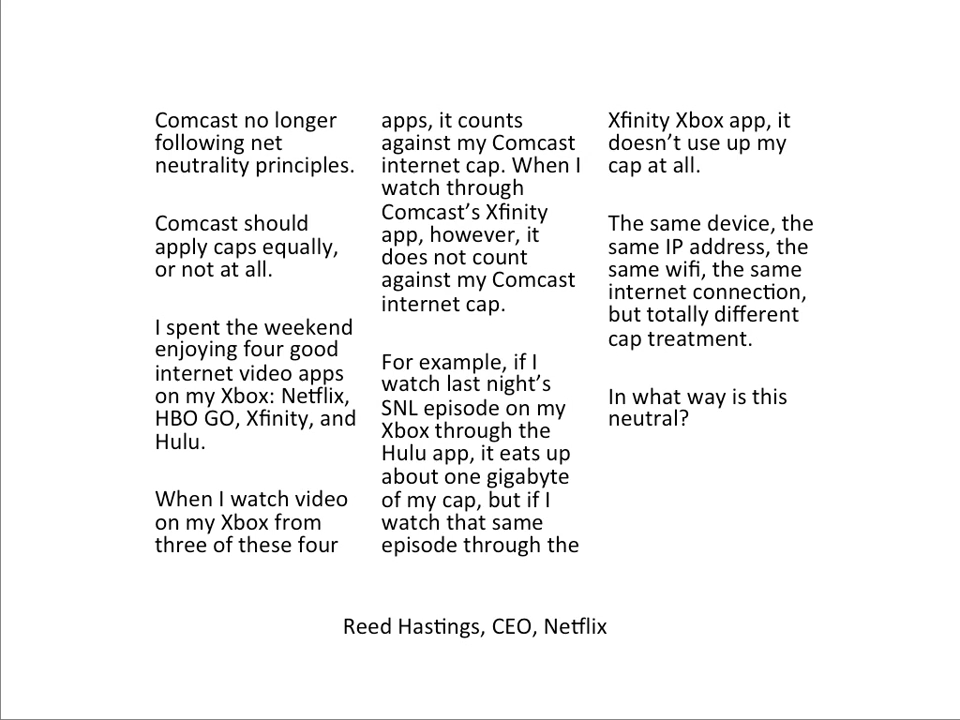 Comcast no longer
following net
neutrality principles.
Comcast should
apply caps equally,
or not at all.
I spent the weekend
enjoying four good
internet video apps
on my Xbox: Netflix,
HBO GO, Xfinity, and
Hulu.
When I watch video
on my Xbox from
three of these four
apps, it counts
against my Comcast
internet cap. When I
watch through
Comcast’s Xfinity
app, however, it
does not count
against my Comcast
internet cap.
For example, if I
watch last night’s
SNL episode on my
Xbox through the
Hulu app, it eats up
about one gigabyte
of my cap, but if I
watch that same
episode through the
Xfinity Xbox app, it
doesn’t use up my
cap at all.
The same device, the
same IP address, the
same wifi, the same
internet connection,
but totally different
cap treatment.
In what way is this
neutral?
Reed Hastings, CEO, Netflix